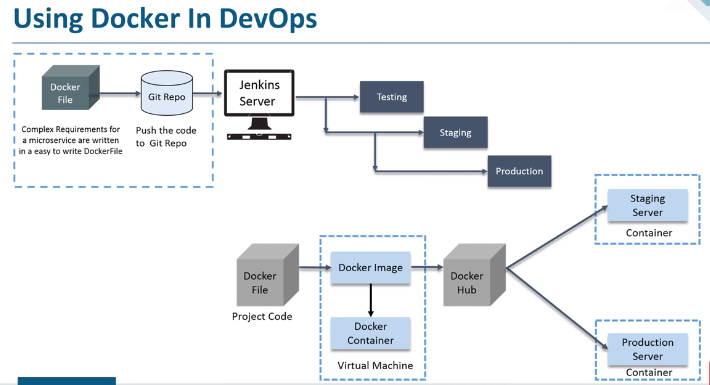 Using Docker In DevOps
Docker
File
Git Repo
Jenkins
Server
Testing
Staging
Production
Complex Requirements for
a microservice are written
in a easy to write DockerFile
Push the code
to Git Repo
Docker
File
Project Code
Docker Image
Docker
Container
Virtual Machine
Docker
Hub
Staging
Server
Container
Production
Server
Container